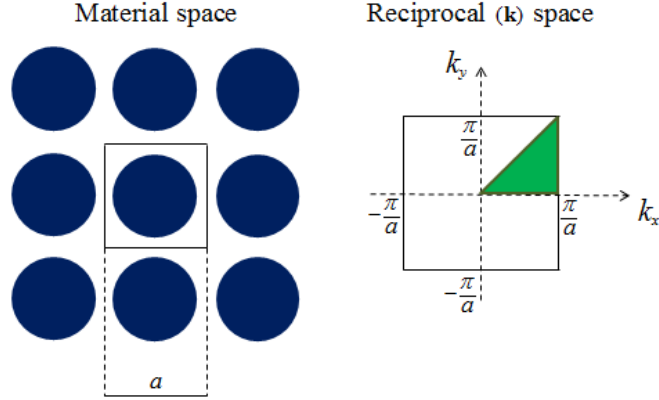 Material space
Reciprocal (k) space
k_y
π/a
-π/a
π/a
k_x
-π/a
a